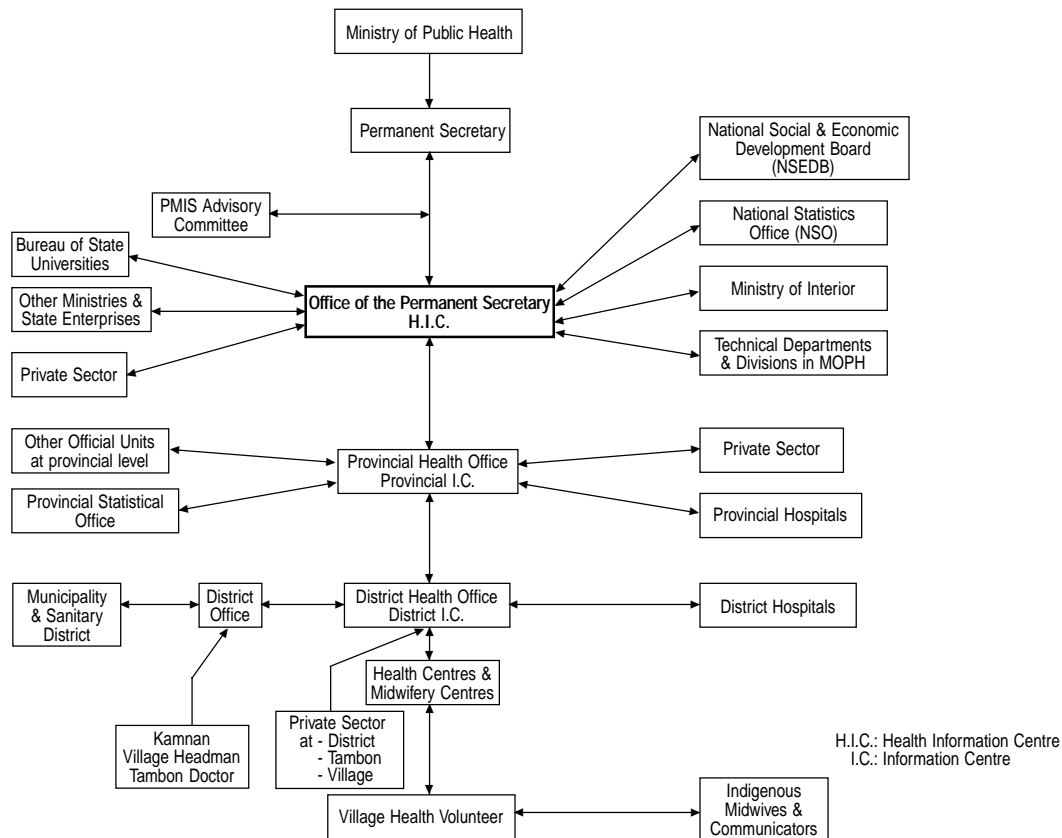 Ministry of Public Health
Permanent Secretary
National Social & Economic
Development Board
(NSEDB)
PMIS Advisory
Committee
National Statistics
Office (NSO)
Bureau of State
Universities
Other Ministries &
State Enterprises
Private Sector
Office of the Permanent Secretary
H.I.C.
Ministry of Interior
Technical Departments
& Divisions in MOPH
Other Official Units
at provincial level
Provincial Statistical
Office
Provincial Health Office
Provincial I.C.
Private Sector
Provincial Hospitals
Municipality
& Sanitary
District
District
Office
District Health Office
District I.C.
District Hospitals
Health Centres &
Midwifery Centres
Kamnan
Village Headman
Tambon Doctor
Private Sector
at - District
- Tambon
- Village
H.I.C.: Health Information Centre
I.C.: Information Centre
Village Health Volunteer
Indigenous
Midwives &
Communicators